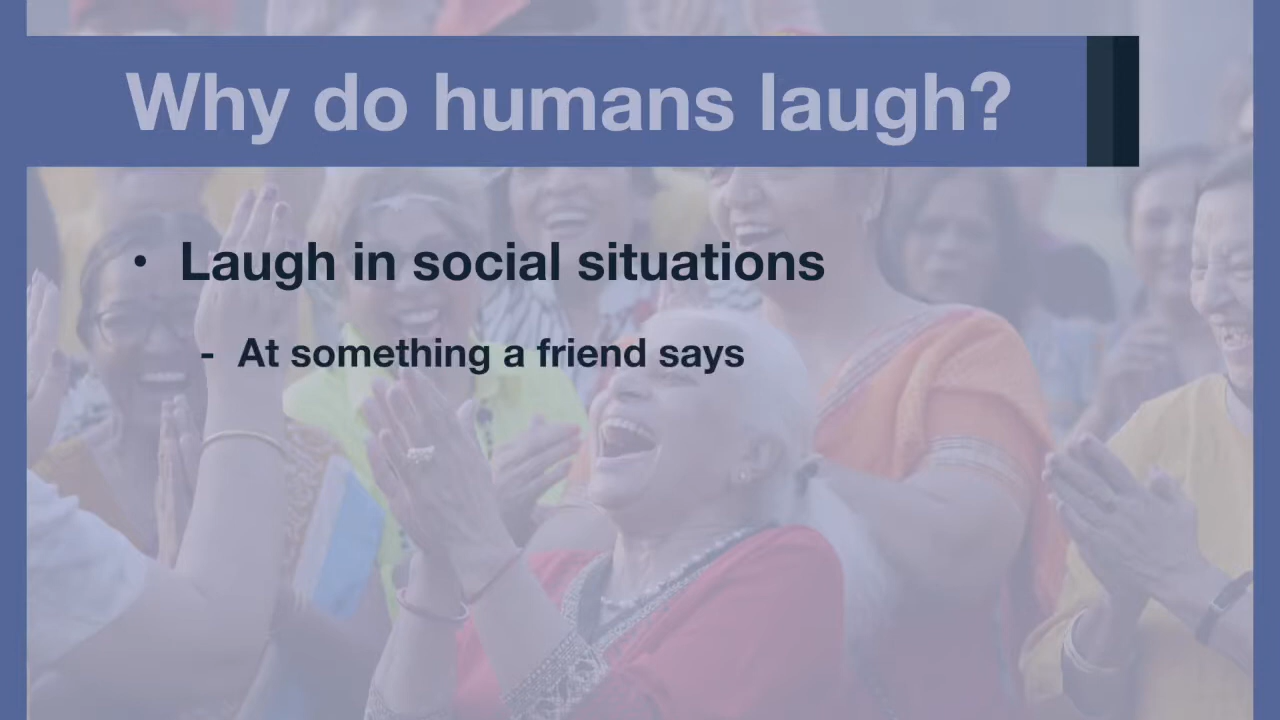 Why do humans laugh?
• Laugh in social situations
- At something a friend says